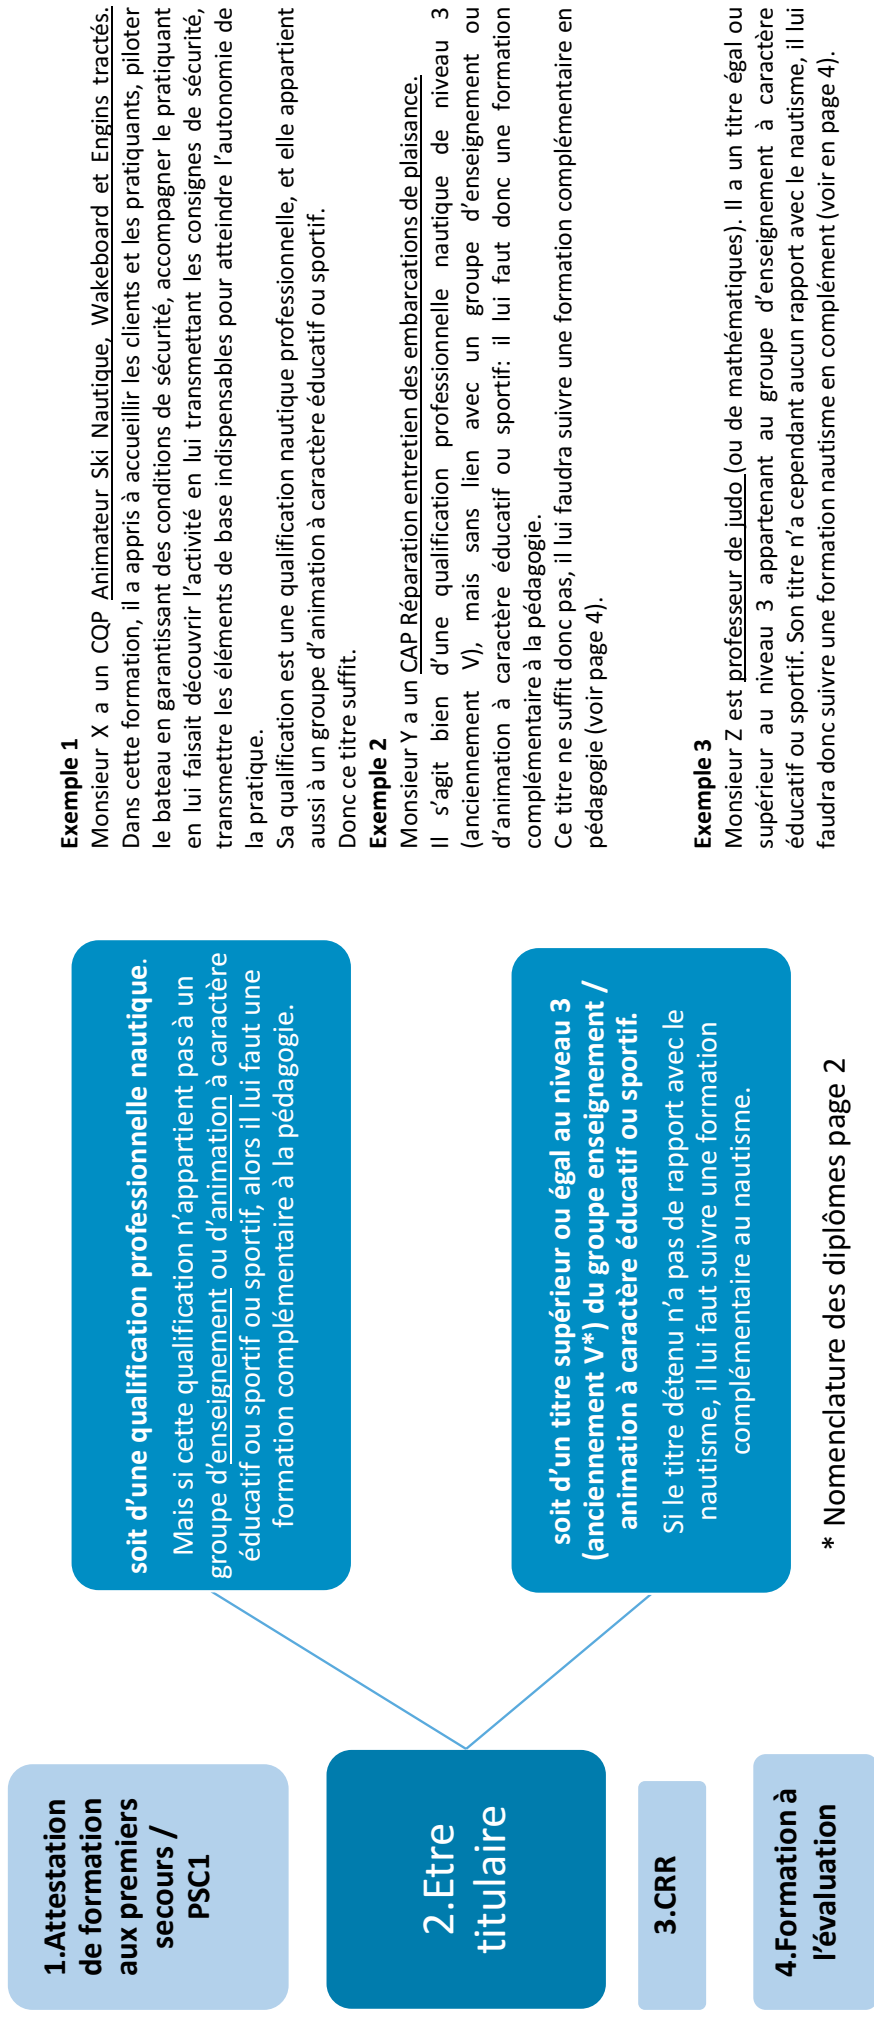 1.Attestation
de formation
aux premiers
secours /
PSC1
2.Etre
titulaire
3.CRR
4.Formation à
l’évaluation
soit d’une qualification professionnelle nautique.
Mais si cette qualification n’appartient pas à un
groupe d’enseignement ou d’animation à caractère
éducatif ou sportif ou sportif, alors il lui faut une
formation complémentaire à la pédagogie.
soit d’un titre supérieur ou égal au niveau 3
(anciennement V*) du groupe enseignement /
animation à caractère éducatif ou sportif.
Si le titre détenu n’a pas de rapport avec le
nautisme, il lui faut suivre une formation
complémentaire au nautisme.
* Nomenclature des diplômes page 2
Exemple 1
Monsieur X a un CQP Animateur Ski Nautique, Wakeboard et Engins tractés.
Dans cette formation, il a appris à accueillir les clients et les pratiquants, piloter
le bateau en garantissant des conditions de sécurité, accompagner le pratiquant
en lui faisait découvrir l’activité en lui transmettant les consignes de sécurité,
transmettre les éléments de base indispensables pour atteindre l’autonomie de
la pratique.
Sa qualification est une qualification nautique professionnelle, et elle appartient
aussi à un groupe d’animation à caractère éducatif ou sportif.
Donc ce titre suffit.
Exemple 2
Monsieur Y a un CAP Réparation entretien des embarcations de plaisance.
Il s’agit bien d’une qualification professionnelle nautique de niveau 3
(anciennement V), mais sans lien avec un groupe d’enseignement ou
d’animation à caractère éducatif ou sportif: il lui faut donc une formation
complémentaire à la pédagogie.
Ce titre ne suffit donc pas, il lui faudra suivre une formation complémentaire en
pédagogie (voir page 4).
Exemple 3
Monsieur Z est professeur de judo (ou de mathématiques). Il a un titre égal ou
supérieur au niveau 3 appartenant au groupe d’enseignement à caractère
éducatif ou sportif. Son titre n’a cependant aucun rapport avec le nautisme, il lui
faudra donc suivre une formation nautisme en complément (voir en page 4).